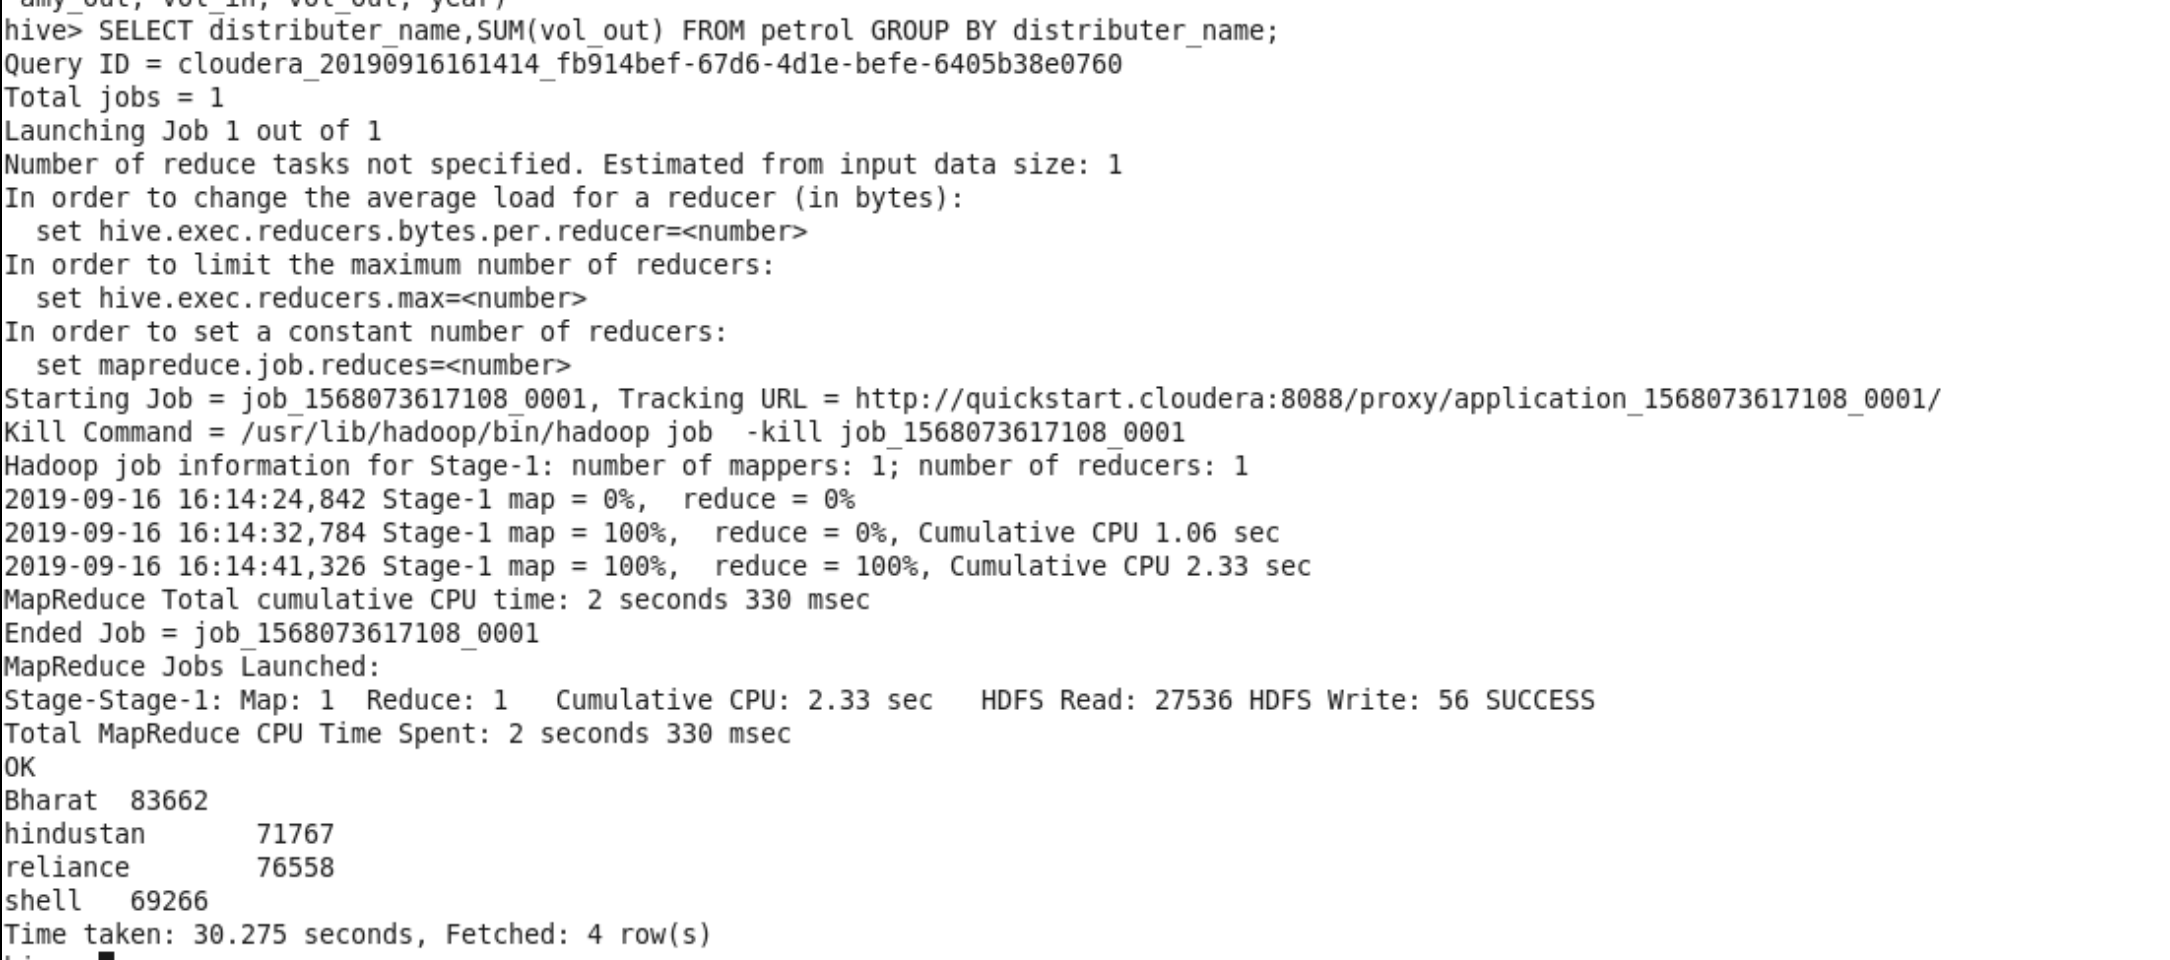 amy_out, vol_in, vol_out, year)
hive> SELECT distributer_name,SUM(vol_out) FROM petrol GROUP BY distributer_name;
Query ID = cloudera_20190916161414_fb914bef-67d6-4d1e-befe-6405b38e0760
Total jobs = 1
Launching Job 1 out of 1
Number of reduce tasks not specified. Estimated from input data size: 1
In order to change the average load for a reducer (in bytes):
  set hive.exec.reducers.bytes.per.reducer=<number>
In order to limit the maximum number of reducers:
  set hive.exec.reducers.max=<number>
In order to set a constant number of reducers:
  set mapreduce.job.reduces=<number>
Starting Job = job_1568073617108_0001, Tracking URL = http://quickstart.cloudera:8088/proxy/application_1568073617108_0001/
Kill Command = /usr/lib/hadoop/bin/hadoop job  -kill job_1568073617108_0001
Hadoop job information for Stage-1: number of mappers: 1; number of reducers: 1
2019-09-16 16:14:24,842 Stage-1 map = 0%,  reduce = 0%
2019-09-16 16:14:32,784 Stage-1 map = 100%,  reduce = 0%, Cumulative CPU 1.06 sec
2019-09-16 16:14:41,326 Stage-1 map = 100%,  reduce = 100%, Cumulative CPU 2.33 sec
MapReduce Total cumulative CPU time: 2 seconds 330 msec
Ended Job = job_1568073617108_0001
MapReduce Jobs Launched:
Stage-Stage-1: Map: 1  Reduce: 1   Cumulative CPU: 2.33 sec   HDFS Read: 27536 HDFS Write: 56 SUCCESS
Total MapReduce CPU Time Spent: 2 seconds 330 msec
OK
Bharat  83662
hindustan       71767
reliance        76558
shell   69266
Time taken: 30.275 seconds, Fetched: 4 row(s)